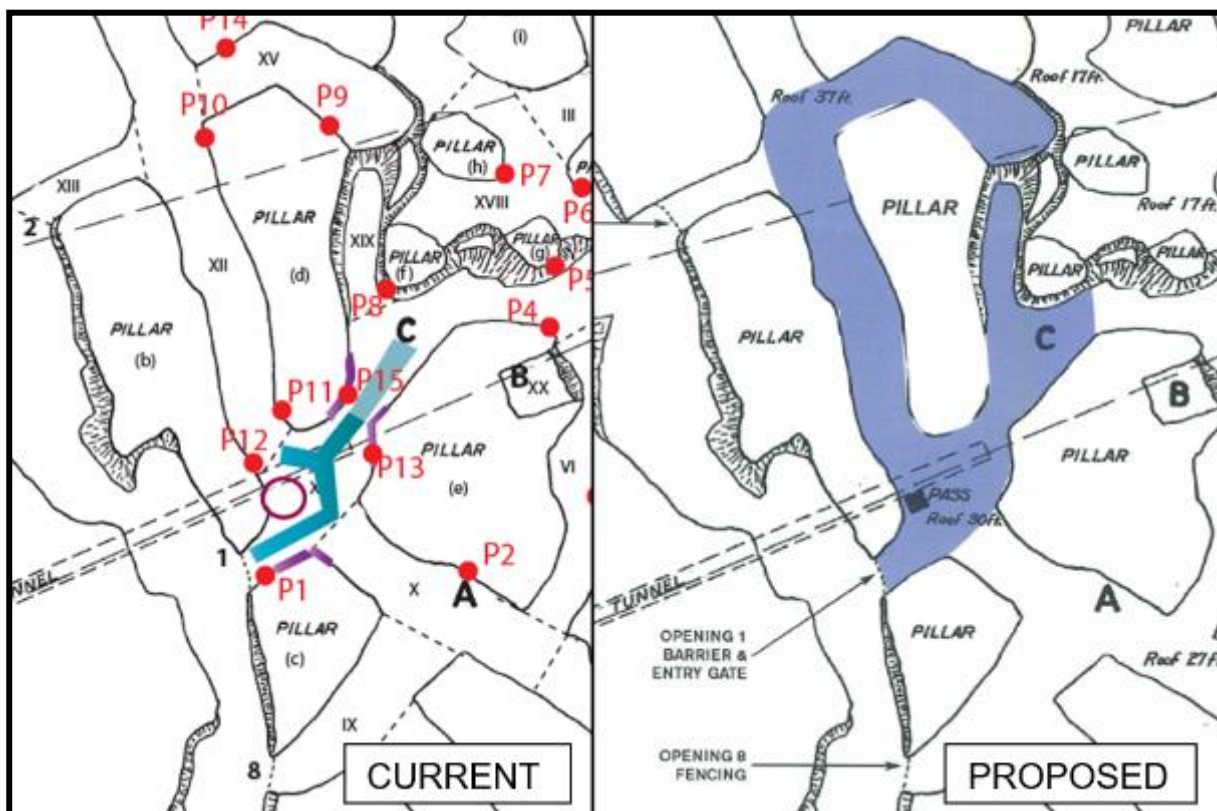 P14
XV
(i)
P10
P9
III
PILLAR
(h)
P7
XIII
P6
2
XVIII
PILLAR
(d)
XIX
PILLAR
(g)
XII
PILLAR
(f)
P5
P8
PILLAR
(b)
C
P4
B
XX
P11
P15
P12
P13
PILLAR
(e)
VI
1
P1
X
P2
A
PILLAR
(c)
IX
8
CURRENT
PILLAR
Roof 37ft.
Roof 17ft.
PILLAR
PILLAR
Roof 17ft.
PILLAR
PILLAR
PILLAR
C
B
PILLAR
PASS
Roof 30ft.
TUNNEL
A
OPENING 1
BARRIER &
ENTRY GATE
PILLAR
Roof 27ft.
OPENING 8
FENCING
PROPOSED